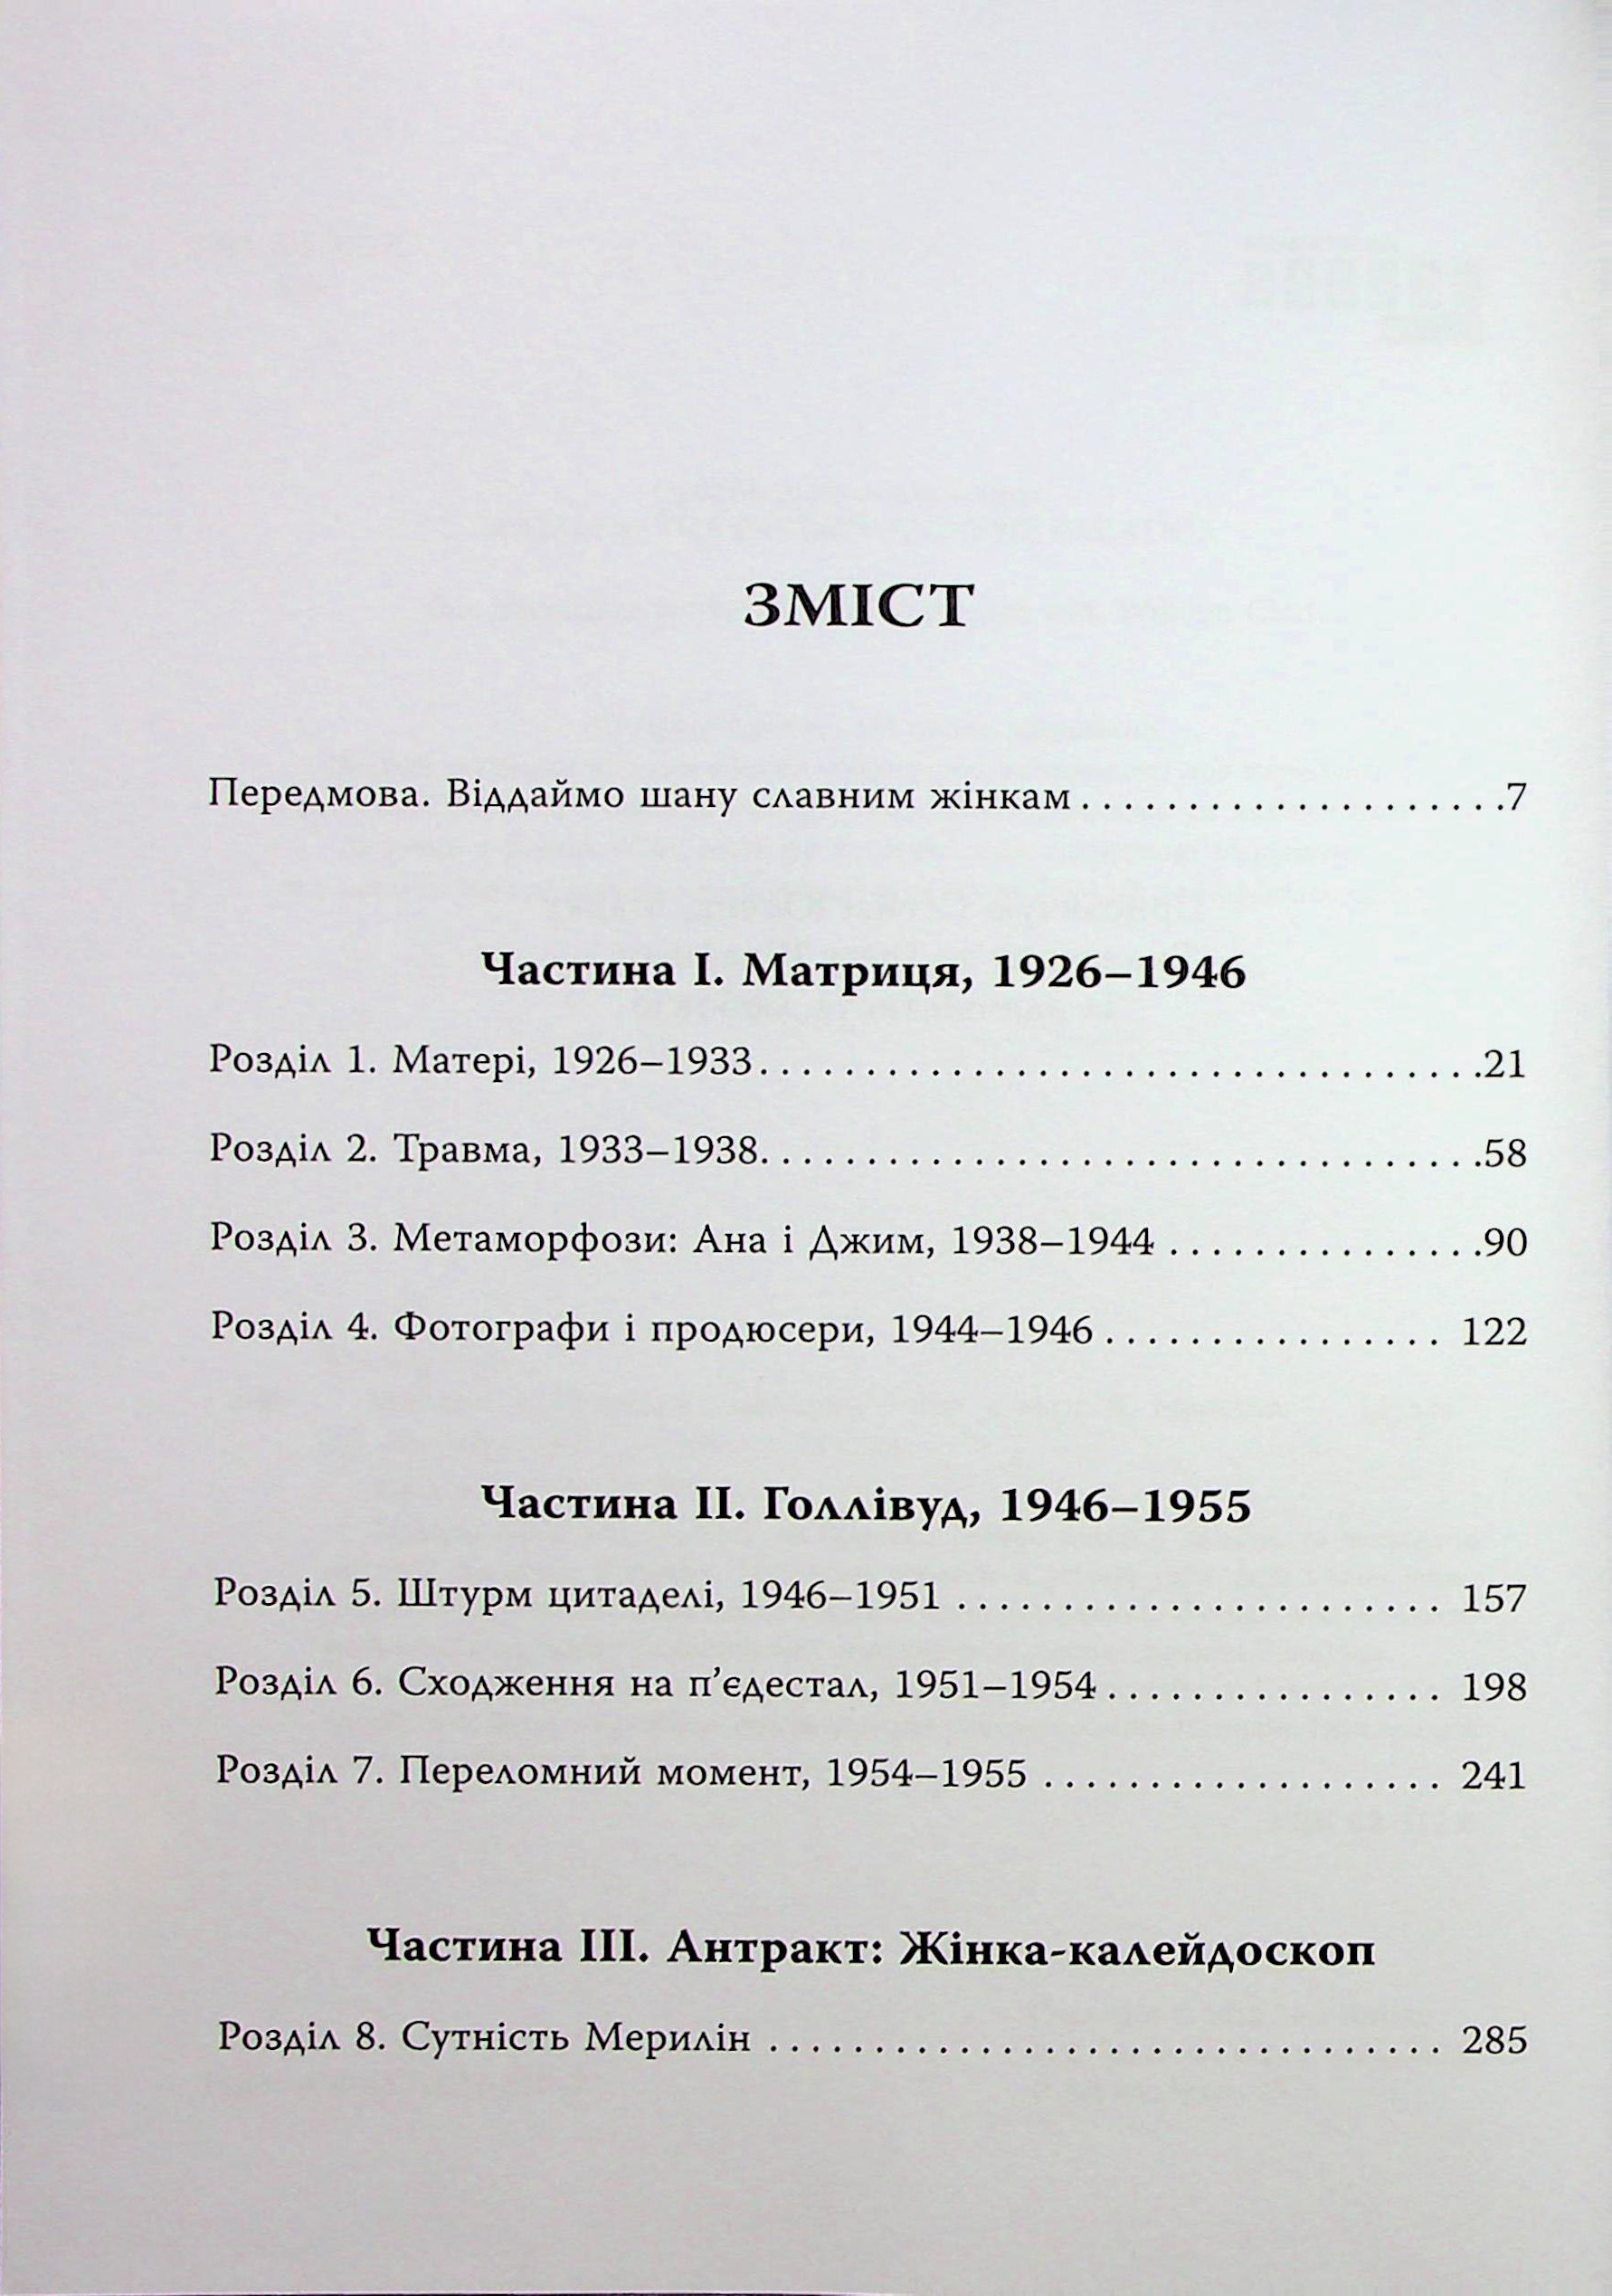 ЗМІСТ
Передмова. Віддаймо шану славним жінкам....................7
Частина I. Матриця, 1926–1946
Розділ 1. Матері, 1926–1933..................................21
Розділ 2. Травма, 1933–1938..................................58
Розділ 3. Метаморфози: Ана і Джим, 1938–1944 ...............90
Розділ 4. Фотографи і продюсери, 1944–1946................ 122
Частина II. Голлівуд, 1946–1955
Розділ 5. Штурм цитаделі, 1946–1951 ....................... 157
Розділ 6. Сходження на п’єдестал, 1951–1954................ 198
Розділ 7. Переломний момент, 1954–1955 ................... 241
Частина III. Антракт: Жінка-калейдоскоп
Розділ 8. Сутність Мерилін ................................ 285